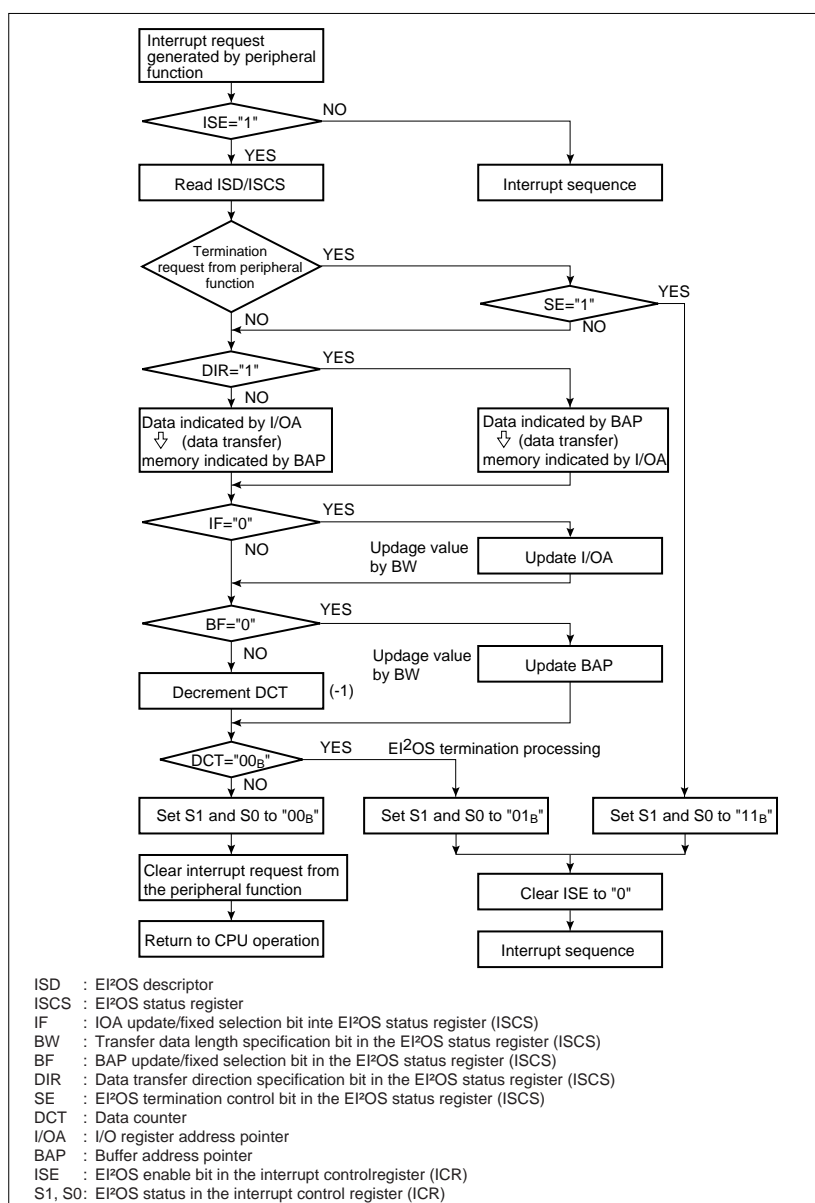 Interrupt request
generated by peripheral
function
ISE="1"
NO
YES
Read ISD/ISCS
Interrupt sequence
Termination
request from peripheral
function
YES
SE="1"
YES
NO
NO
DIR="1"
YES
NO
Data indicated by I/OA
⇩ (data transfer)
memory indicated by BAP
Data indicated by BAP
⇩ (data transfer)
memory indicated by I/OA
IF="0"
YES
NO
Updage value
by BW
Update I/OA
BF="0"
YES
NO
Updage value
by BW
Update BAP
Decrement DCT
(-1)
DCT="00B"
YES
EI2OS termination processing
NO
Set S1 and S0 to "00B"
Set S1 and S0 to "01B"
Set S1 and S0 to "11B"
Clear interrupt request from
the peripheral function
Clear ISE to "0"
Return to CPU operation
Interrupt sequence
ISD : EI²OS descriptor
ISCS : EI²OS status register
IF : IOA update/fixed selection bit inte EI²OS status register (ISCS)
BW : Transfer data length specification bit in the EI²OS status register (ISCS)
BF : BAP update/fixed selection bit in the EI²OS status register (ISCS)
DIR : Data transfer direction specification bit in the EI²OS status register (ISCS)
SE : EI²OS termination control bit in the EI²OS status register (ISCS)
DCT : Data counter
I/OA : I/O register address pointer
BAP : Buffer address pointer
ISE : EI²OS enable bit in the interrupt controlregister (ICR)
S1, S0: EI²OS status in the interrupt control register (ICR)